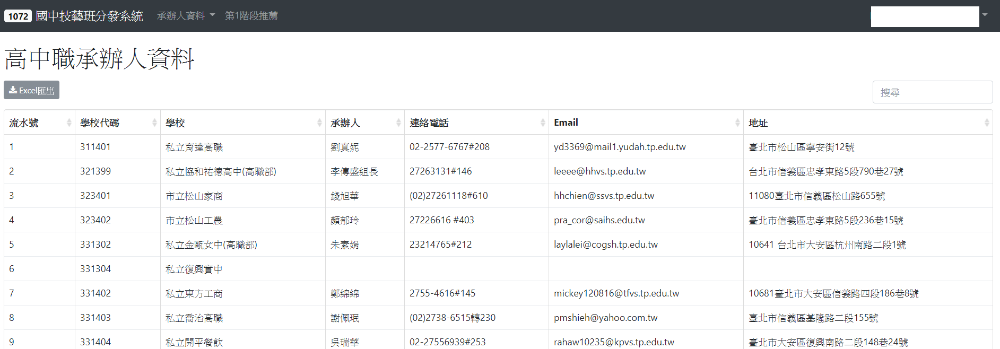 1072 國中技藝班分發系統 承辦人資料 第1階段推薦
高中職承辦人資料
Excel匯出 搜尋
流水號 學校代碼 學校 承辦人 連絡電話 Email 地址
1 311401 私立育達高職 劉真妮 02-2577-6767#208 yd3369@mail1.yudah.tp.edu.tw 臺北市松山區寧安街12號
2 321399 私立協和祐德高中(高職部) 李傳盛組長 27263131#146 leeee@hhvs.tp.edu.tw 台北市信義區忠孝東路5段790巷27號
3 323401 市立松山家商 錢旭華 (02)27261118#610 hhchien@ssvs.tp.edu.tw 11080臺北市信義區松山路655號
4 323402 市立松山工農 顏郁玲 27226616 #403 pra_cor@saihs.edu.tw 臺北市信義區忠孝東路5段236巷15號
5 331302 私立金甌女中(高職部) 朱素娟 23214765#212 laylalei@cogsh.tp.edu.tw 10641 台北市大安區杭州南路二段1號
6 331304 私立復興實中
7 331402 私立東方工商 鄭綿綿 2755-4616#145 mickey120816@tfvs.tp.edu.tw 10681臺北市大安區信義路四段186巷8號
8 331403 私立喬治高職 謝佩珉 (02)2738-6515轉230 pmshieh@yahoo.com.tw 臺北市信義區基隆路二段155號
9 331404 私立開平餐飲 吳瑞華 02-27556939#253 rahaw10235@kpvs.tp.edu.tw 臺北市大安區復興南路二段148巷24號